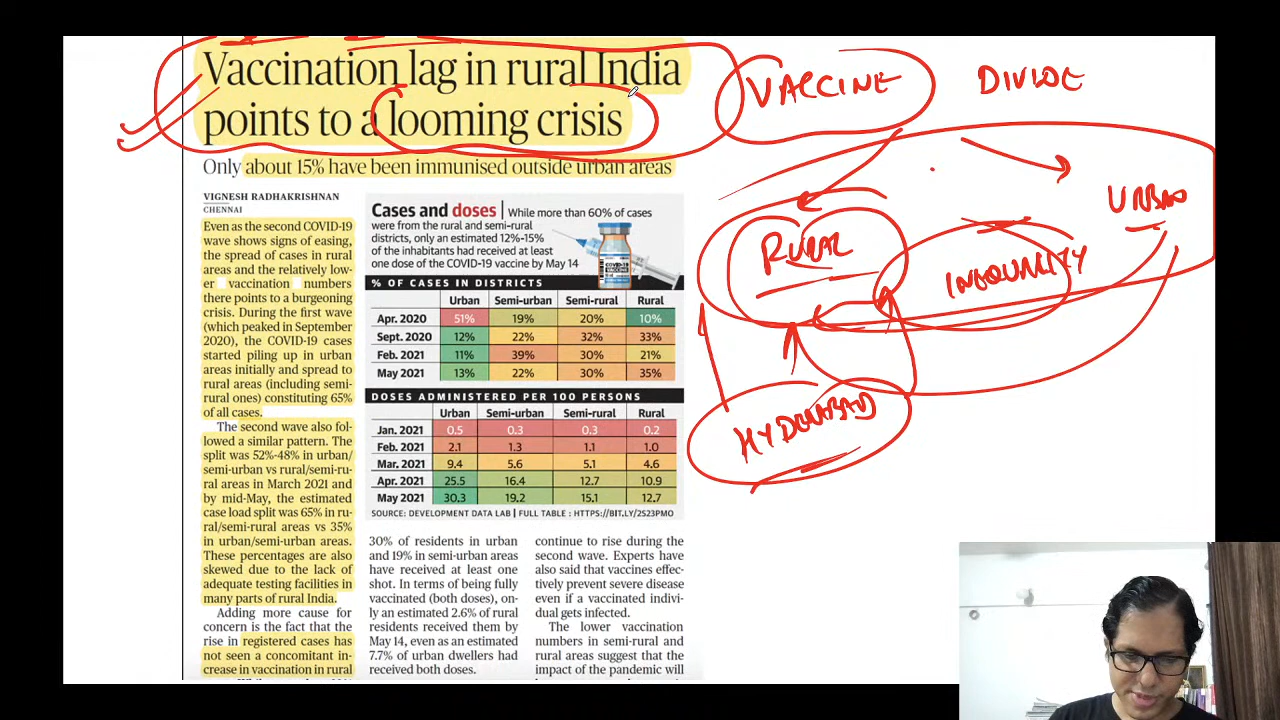 Vaccination lag in rural India
points to a looming crisis
Only about 15% have been immunised outside urban areas
VIGNESH RADHAKRISHNAN
CHENNAI
Even as the second COVID-19
wave shows signs of easing,
the spread of cases in rural
areas and the relatively low-
er vaccination numbers
there points to a burgeoning
crisis. During the first wave
(which peaked in September
2020), the COVID-19 cases
started piling up in urban
areas initially and spread to
rural areas (including semi-
rural ones) constituting 65%
of all cases.
The second wave also fol-
lowed a similar pattern. The
split was 52%-48% in urban/
semi-urban vs rural/semi-ru-
ral areas in March 2021 and
by mid-May, the estimated
case load split was 65% in ru-
ral/semi-rural areas vs 35%
in urban/semi-urban areas.
These percentages are also
skewed due to the lack of
adequate testing facilities in
many parts of rural India.
Adding more cause for
concern is the fact that the
rise in registered cases has
not seen a concomitant in-
crease in vaccination in rural
Cases and doses | While more than 60% of cases
were from the rural and semi-rural
districts, only an estimated 12%-15%
of the inhabitants had received at least
one dose of the COVID-19 vaccine by May 14
COVID-19
VACCINE
% OF CASES IN DISTRICTS
Urban Semi-urban Semi-rural Rural
Apr. 2020 51% 19% 20% 10%
Sept. 2020 12% 22% 32% 33%
Feb. 2021 11% 39% 30% 21%
May 2021 13% 22% 30% 35%
DOSES ADMINISTERED PER 100 PERSONS
Urban Semi-urban Semi-rural Rural
Jan. 2021 0.5 0.3 0.3 0.2
Feb. 2021 2.1 1.3 1.1 1.0
Mar. 2021 9.4 5.6 5.1 4.6
Apr. 2021 25.5 16.4 12.7 10.9
May 2021 30.3 19.2 15.1 12.7
SOURCE: DEVELOPMENT DATA LAB | FULL TABLE : HTTPS://BIT.LY/2S23PMO
30% of residents in urban
and 19% in semi-urban areas
have received at least one
shot. In terms of being fully
vaccinated (both doses), on-
ly an estimated 2.6% of rural
residents received them by
May 14, even as an estimated
7.7% of urban dwellers had
received both doses.
continue to rise during the
second wave. Experts have
also said that vaccines effec-
tively prevent severe disease
even if a vaccinated indivi-
dual gets infected.
The lower vaccination
numbers in semi-rural and
rural areas suggest that the
impact of the pandemic will
VACCINE DIVIDE
URBAN
RURAL
INEQUALITY
HYDERABAD